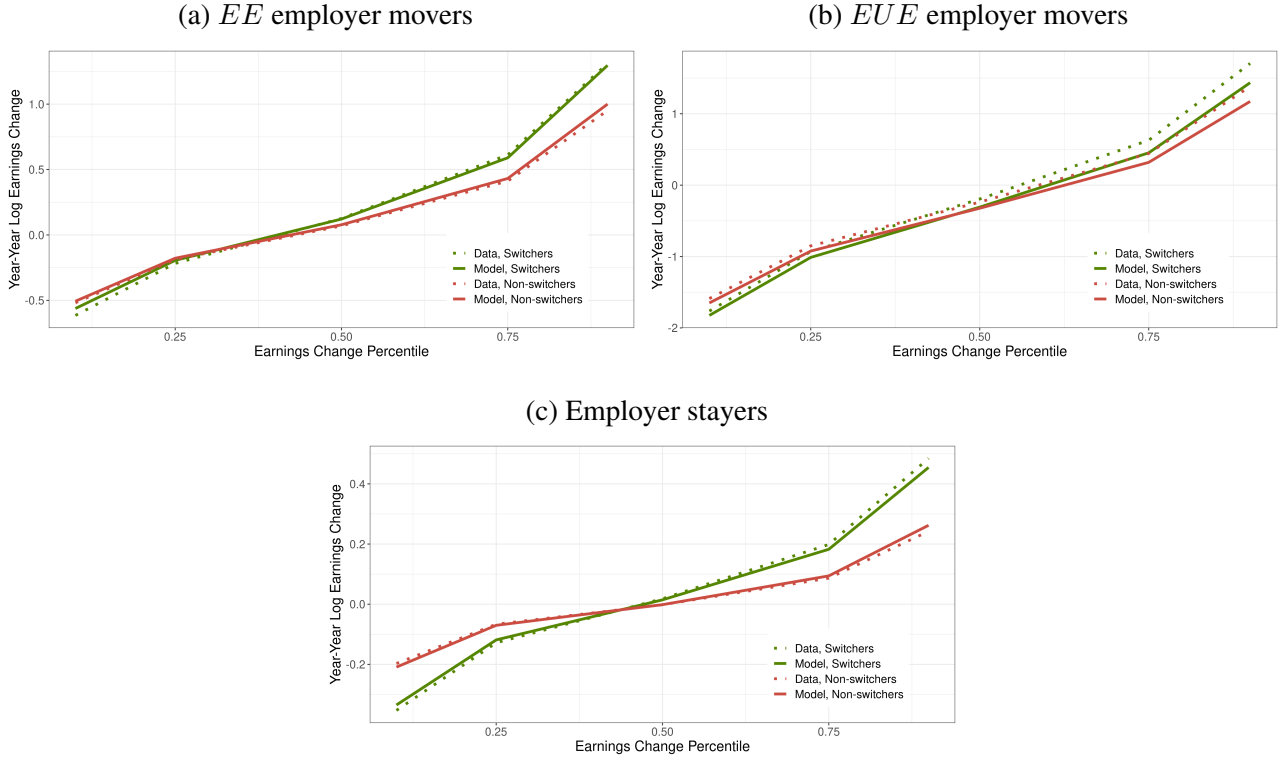 (a) EE employer movers
Year-Year Log Earnings Change
1.0
0.5
0.0
-0.5
0.25
0.50
0.75
Earnings Change Percentile
Data, Switchers
Model, Switchers
Data, Non-switchers
Model, Non-switchers
(b) EUE employer movers
Year-Year Log Earnings Change
1
0
-1
-2
0.25
0.50
0.75
Earnings Change Percentile
Data, Switchers
Model, Switchers
Data, Non-switchers
Model, Non-switchers
(c) Employer stayers
Year-Year Log Earnings Change
0.4
0.2
0.0
-0.2
0.25
0.50
0.75
Earnings Change Percentile
Data, Switchers
Model, Switchers
Data, Non-switchers
Model, Non-switchers